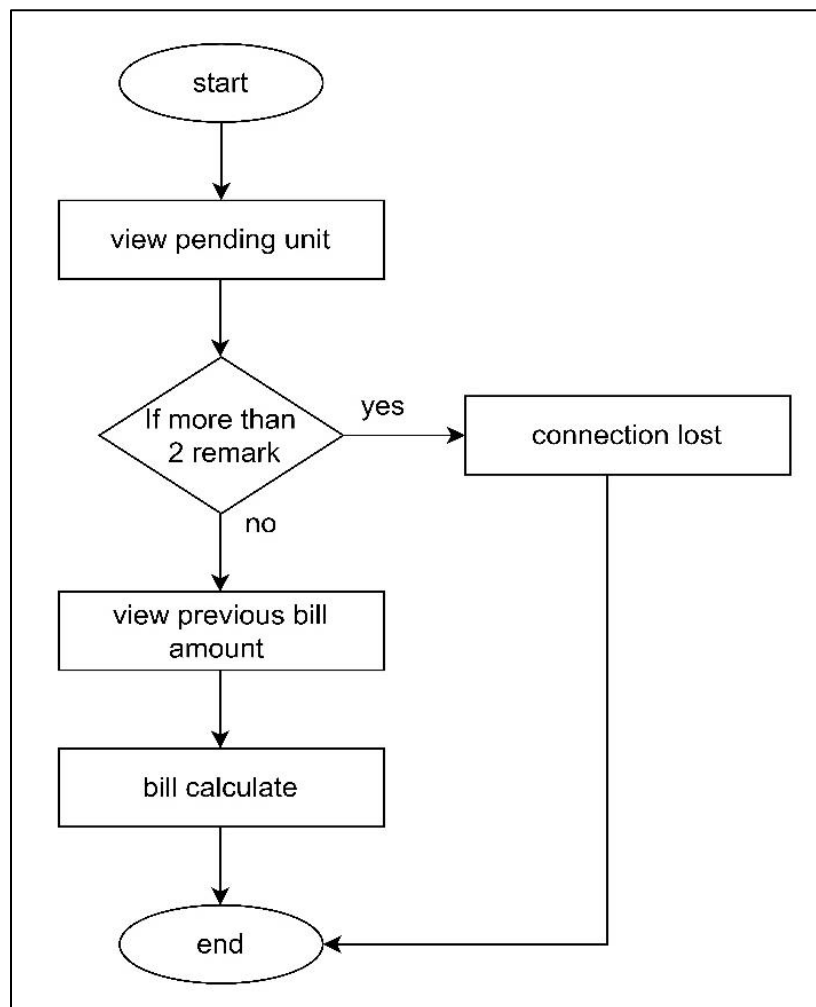 start
view pending unit
If more than
2 remark
yes
connection lost
no
view previous bill
amount
bill calculate
end